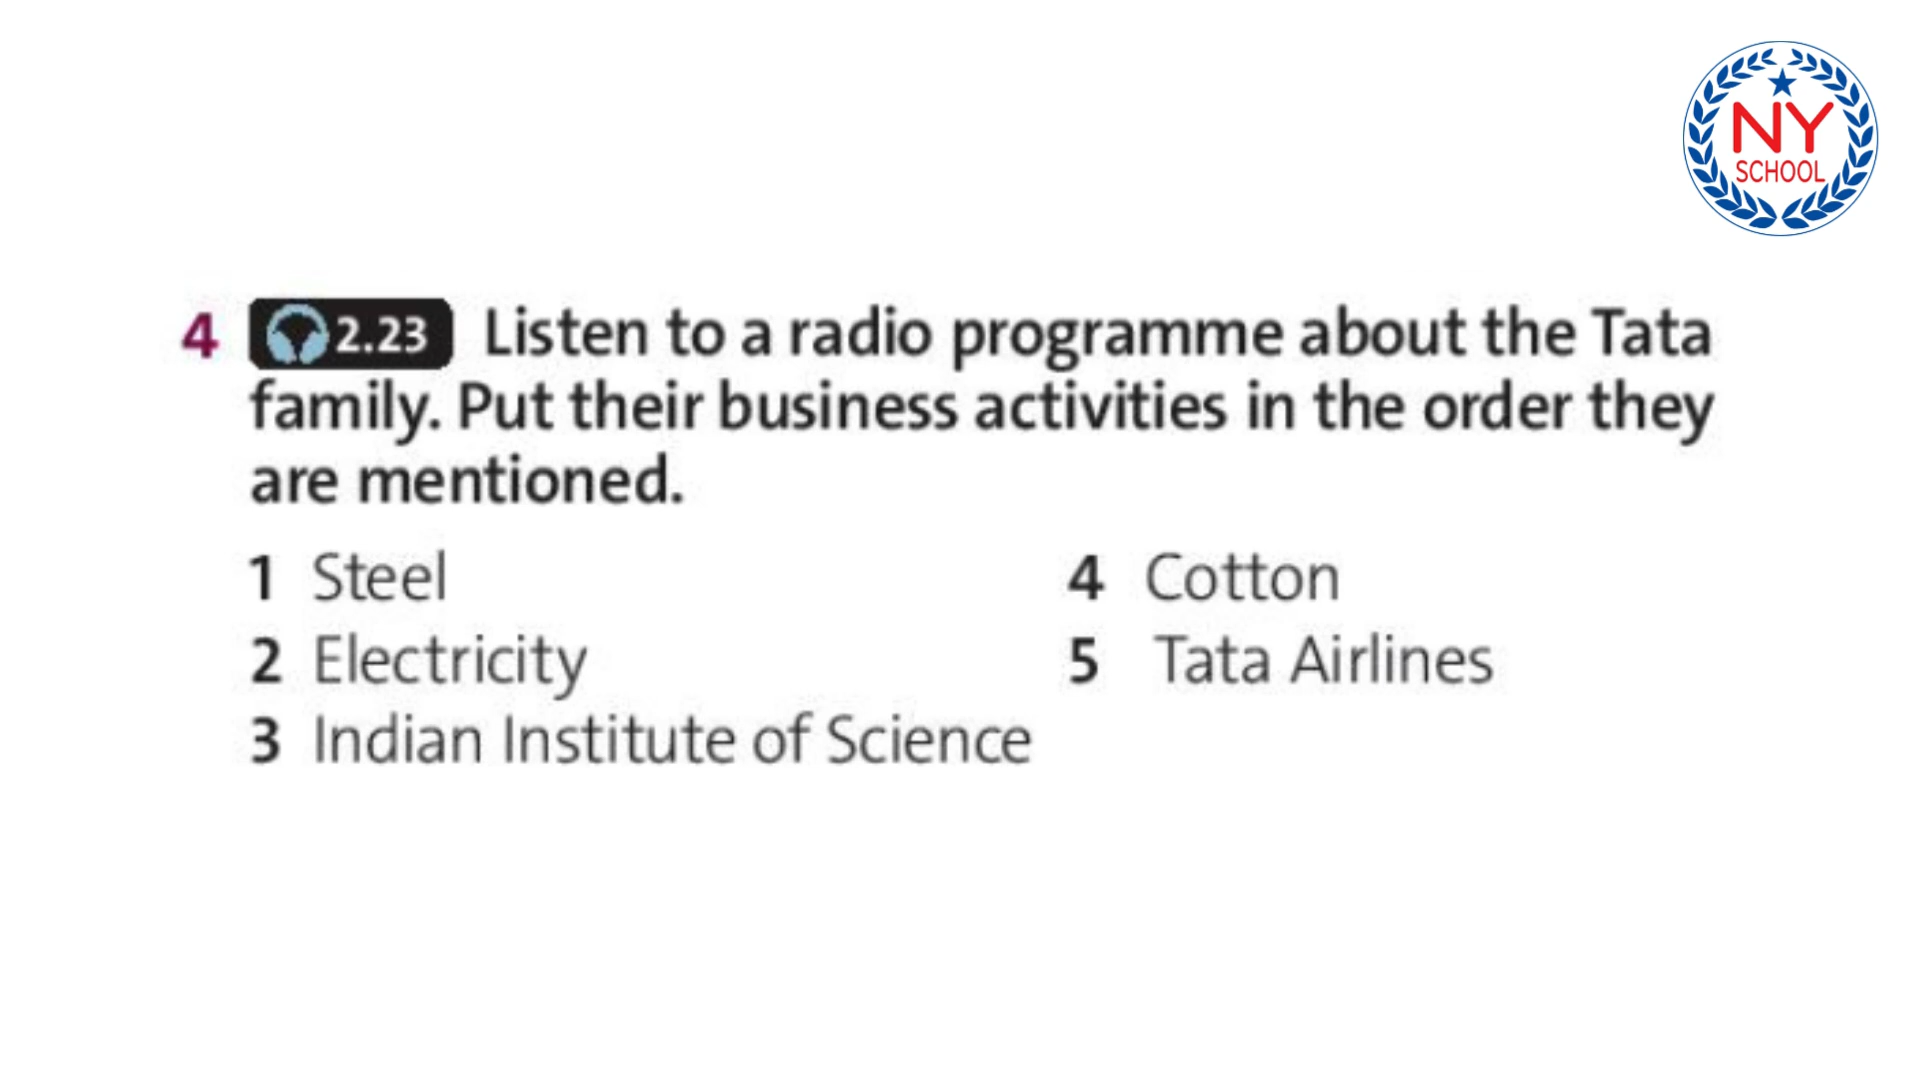 NY
SCHOOL
4 2.23 Listen to a radio programme about the Tata
family. Put their business activities in the order they
are mentioned.
1 Steel
2 Electricity
3 Indian Institute of Science
4 Cotton
5 Tata Airlines